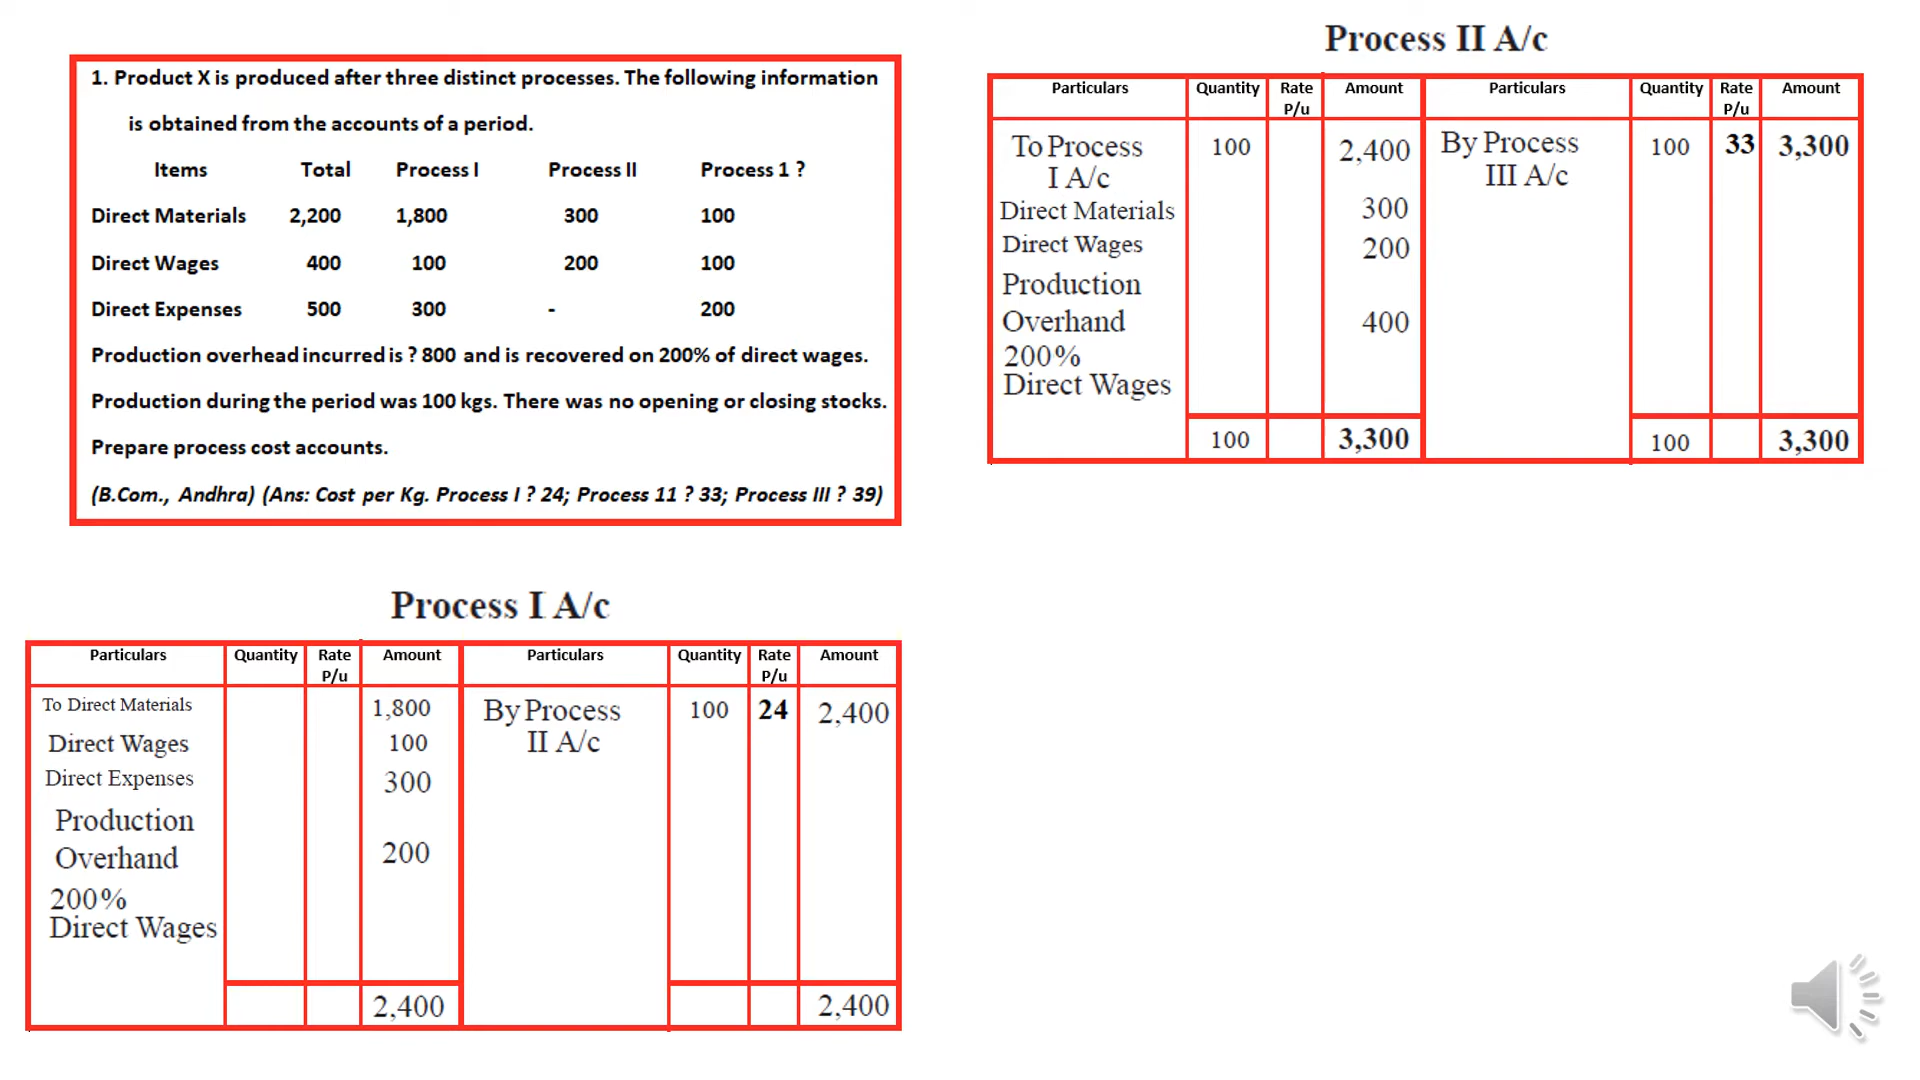 1. Product X is produced after three distinct processes. The following information
is obtained from the accounts of a period.
Items Total Process I Process II Process 1 ?
Direct Materials 2,200 1,800 300 100
Direct Wages 400 100 200 100
Direct Expenses 500 300 - 200
Production overhead incurred is ? 800 and is recovered on 200% of direct wages.
Production during the period was 100 kgs. There was no opening or closing stocks.
Prepare process cost accounts.
(B.Com., Andhra) (Ans: Cost per Kg. Process I ? 24; Process 11 ? 33; Process III ? 39)
Process I A/c
Particulars Quantity Rate P/u Amount Particulars Quantity Rate P/u Amount
To Direct Materials 1,800 By Process 100 24 2,400
Direct Wages 100 II A/c
Direct Expenses 300
Production
Overhand 200
200%
Direct Wages
2,400 2,400
Process II A/c
Particulars Quantity Rate P/u Amount Particulars Quantity Rate P/u Amount
To Process 100 2,400 By Process 100 33 3,300
I A/c III A/c
Direct Materials 300
Direct Wages 200
Production
Overhand 400
200%
Direct Wages
100 3,300 100 3,300